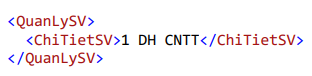 <QuanLySV>
<ChiTietSV>1 DH CNTT</ChiTietSV>
</QuanLySV>